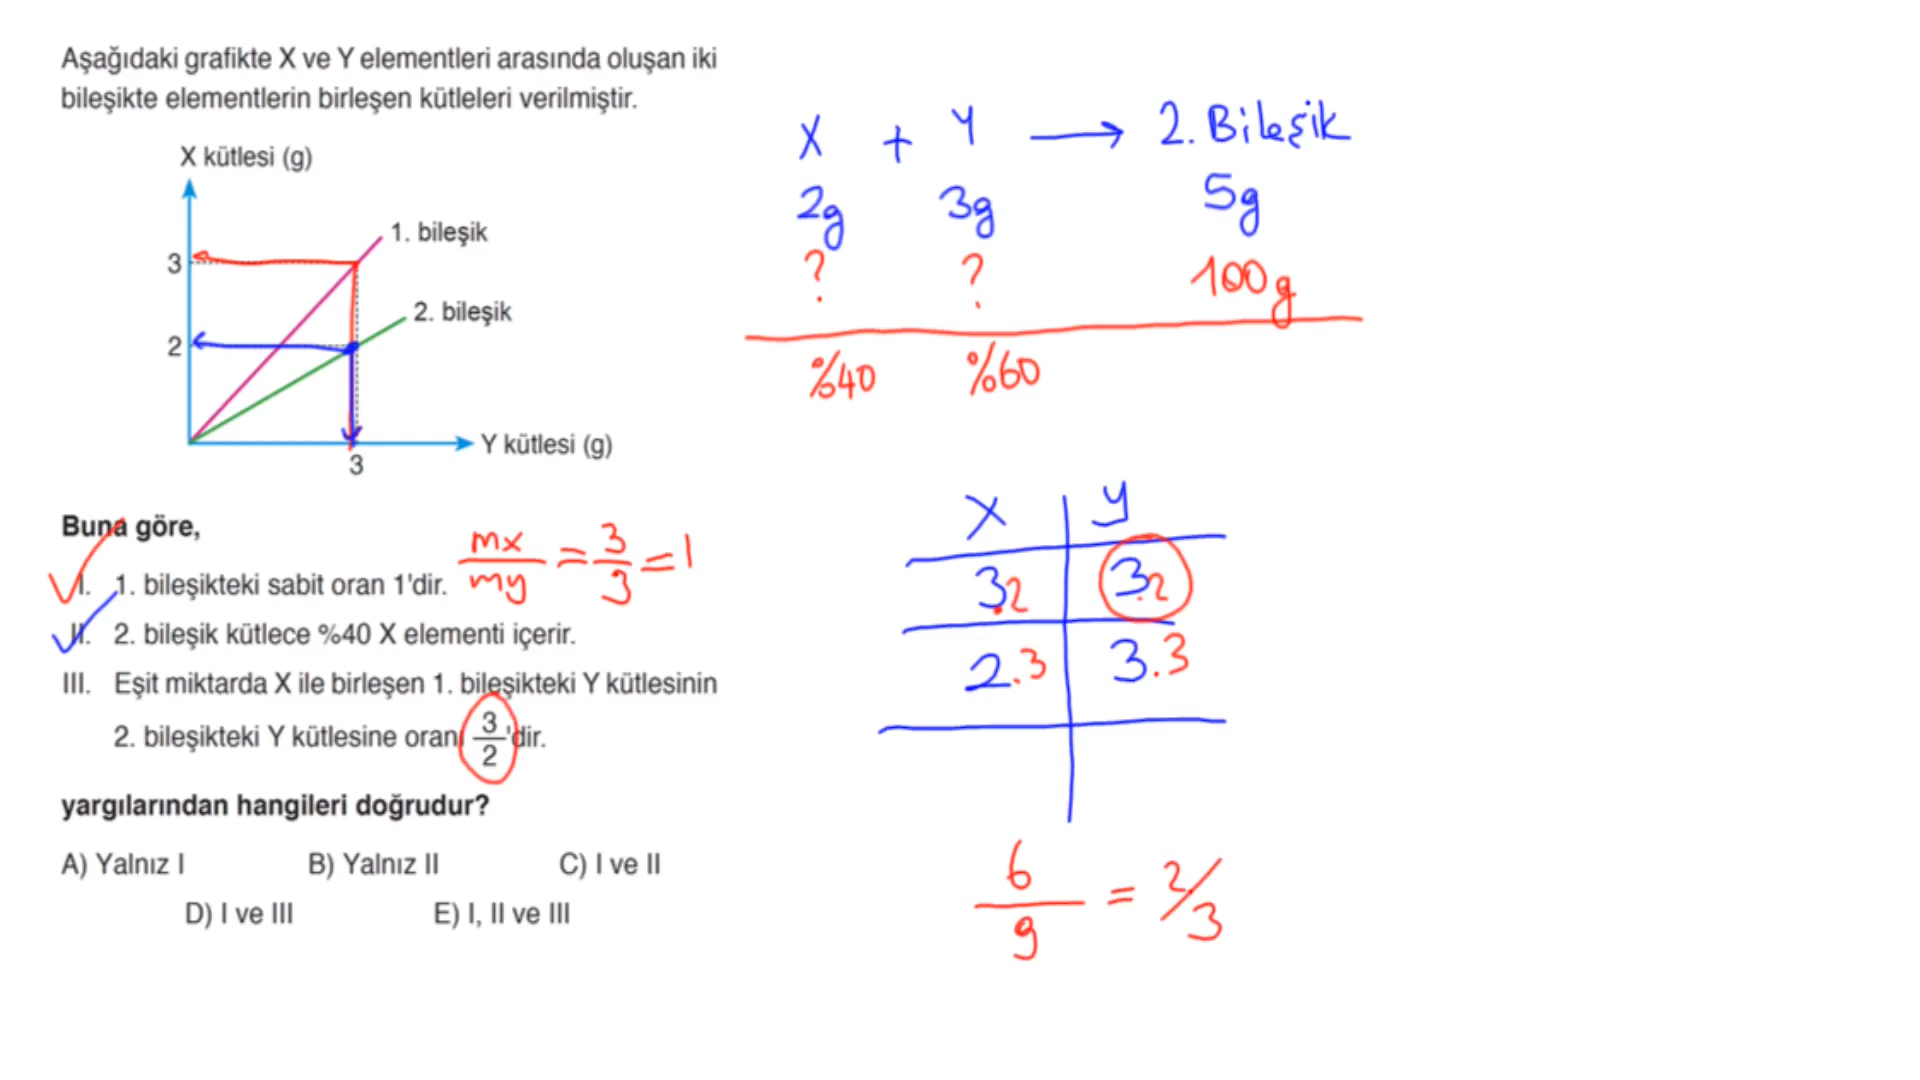 Aşağıdaki grafikte X ve Y elementleri arasında oluşan iki
bileşikte elementlerin birleşen kütleleri verilmiştir.
X kütlesi (g)
1. bileşik
3
2. bileşik
2
Y kütlesi (g)
3
Buna göre,
I. 1. bileşikteki sabit oran 1'dir.
mx/my = 3/3 = 1
II. 2. bileşik kütlece %40 X elementi içerir.
III. Eşit miktarda X ile birleşen 1. bileşikteki Y kütlesinin
2. bileşikteki Y kütlesine oranı 3/2'dir.
yargılarından hangileri doğrudur?
A) Yalnız I B) Yalnız II C) I ve II
D) I ve III E) I, II ve III
X + Y → 2. Bileşik
2g 3g 5g
? ? 100g
%40 %60
X Y
3.2 3.2
2.3 3.3
6/9 = 2/3